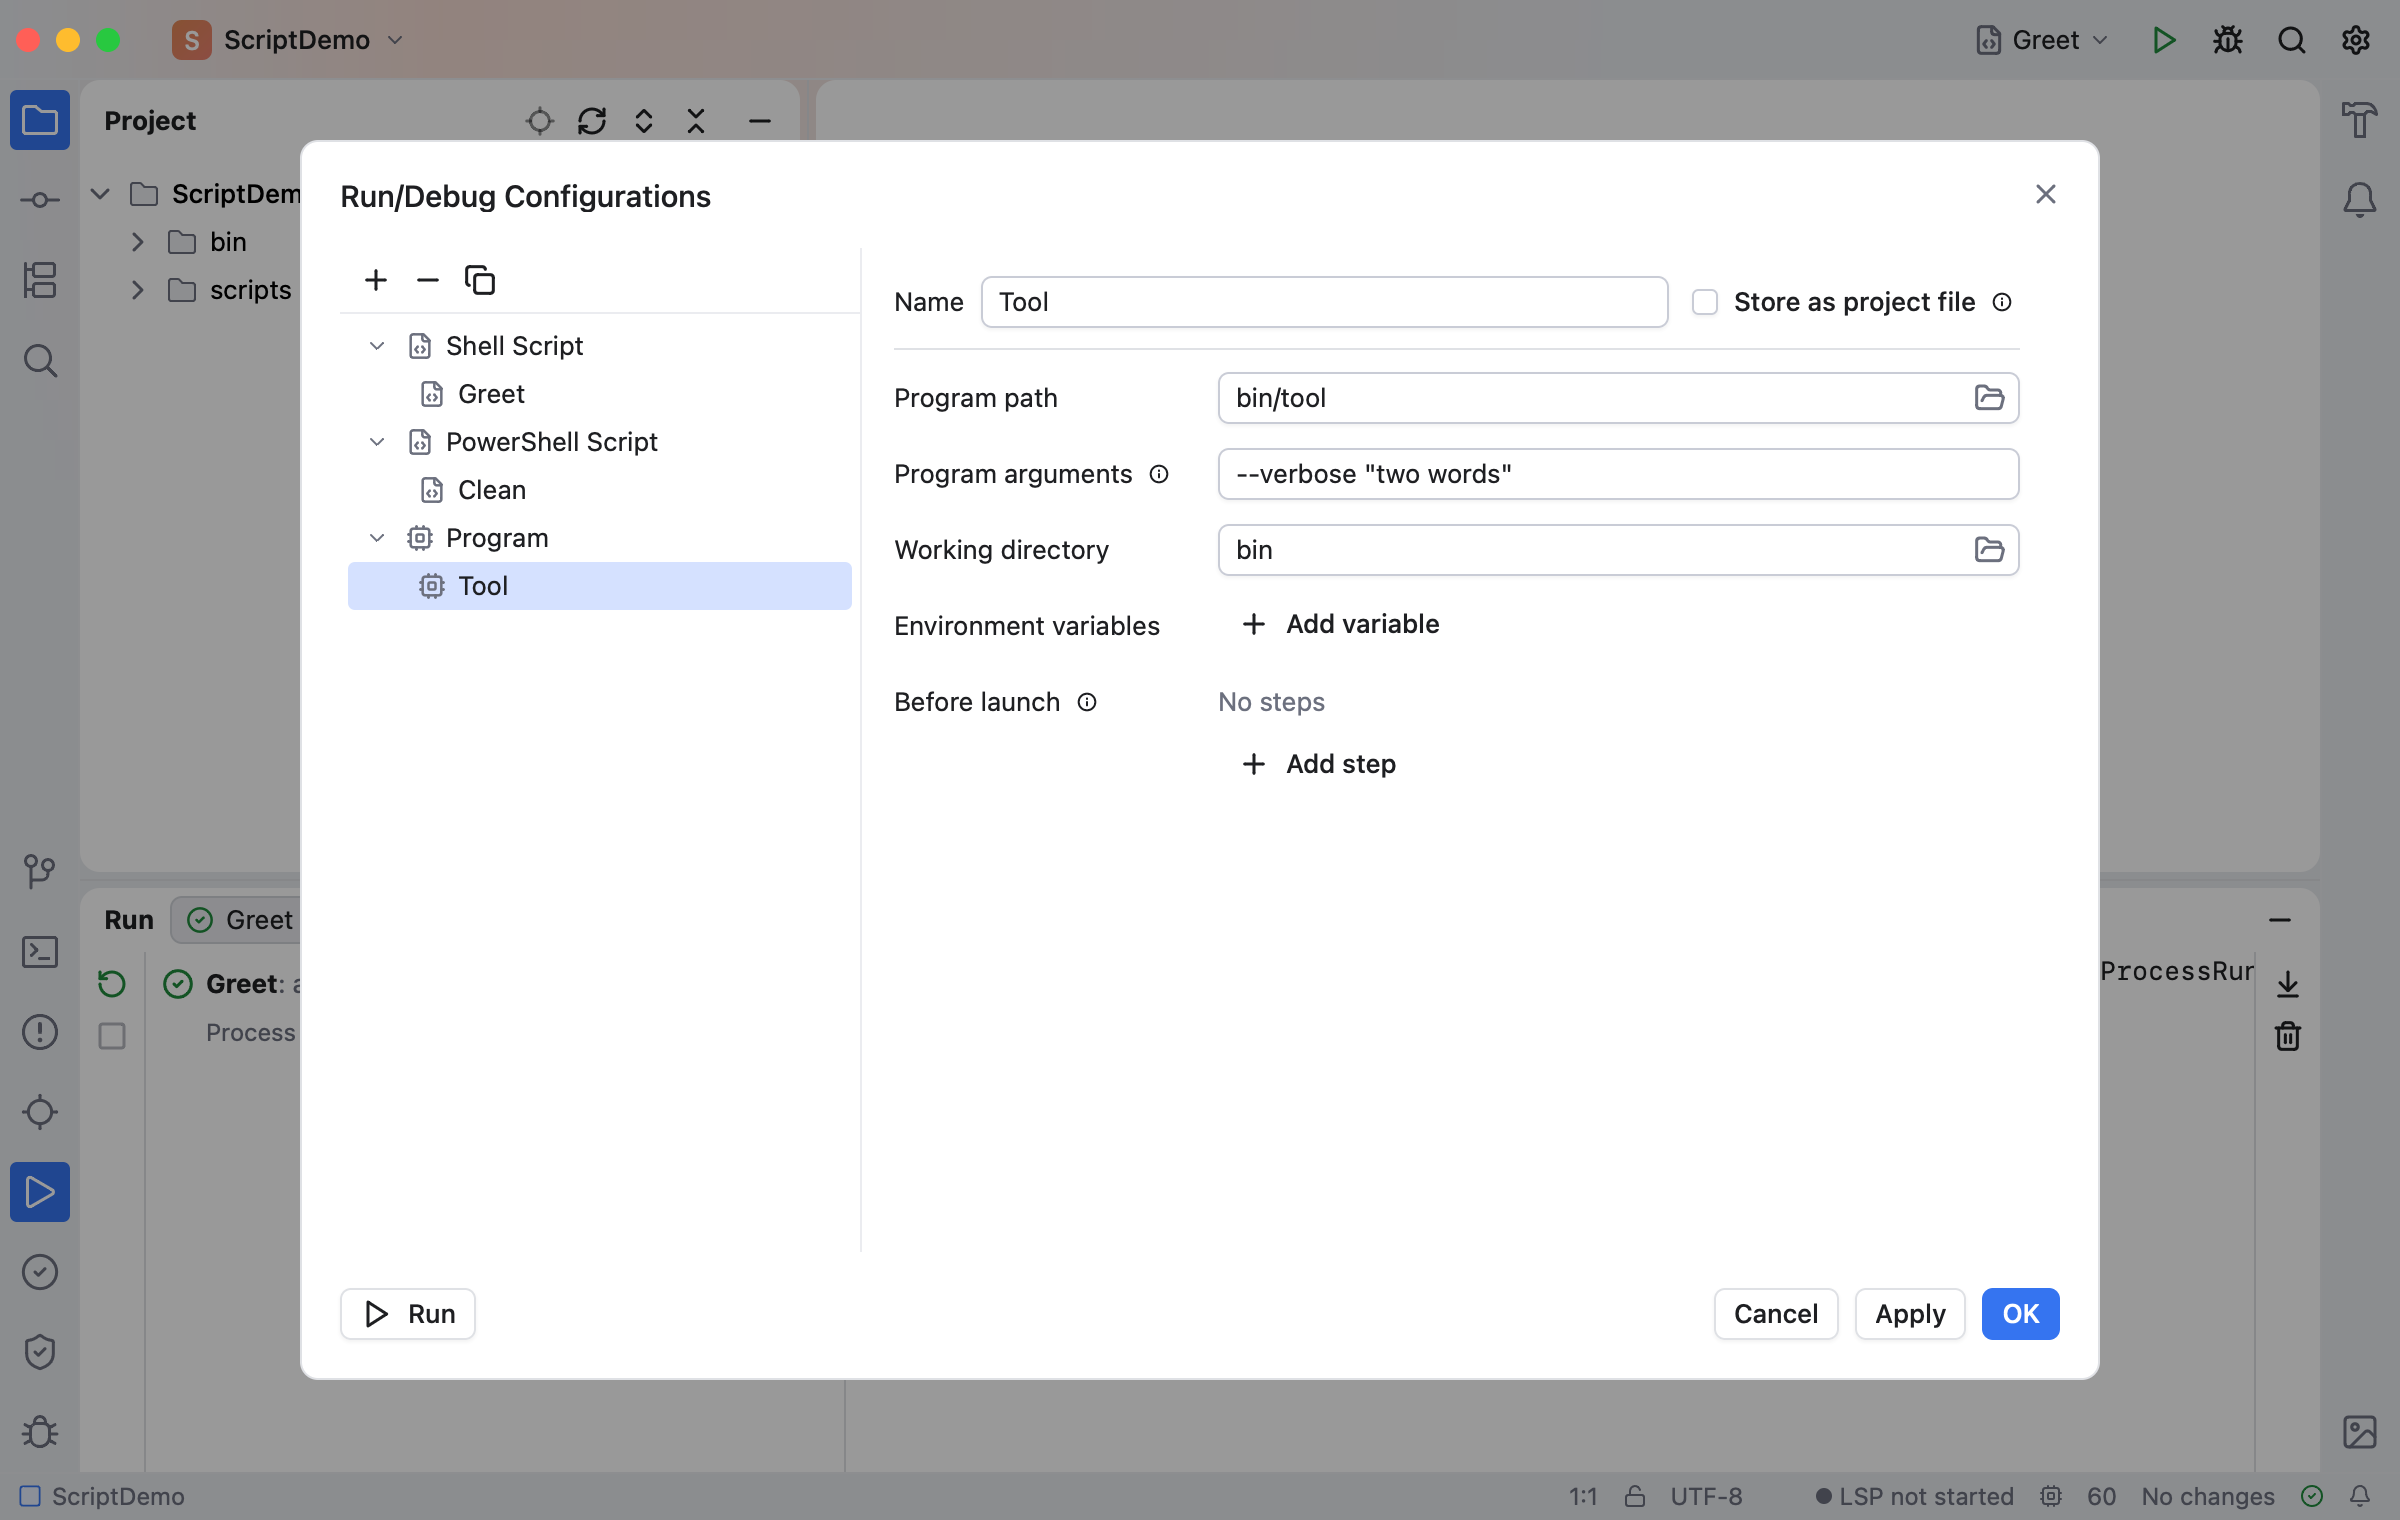 S ScriptDemo
Greet
Project
ScriptDem
bin
scripts
Run/Debug Configurations
Shell Script
Greet
PowerShell Script
Clean
Program
Tool
Name Tool Store as project file
Program path bin/tool
Program arguments --verbose "two words"
Working directory bin
Environment variables Add variable
Before launch No steps
Add step
Run Cancel Apply OK
Run Greet
Greet: a
Process
ProcessRun
ScriptDemo 1:1 UTF-8 LSP not started 60 No changes